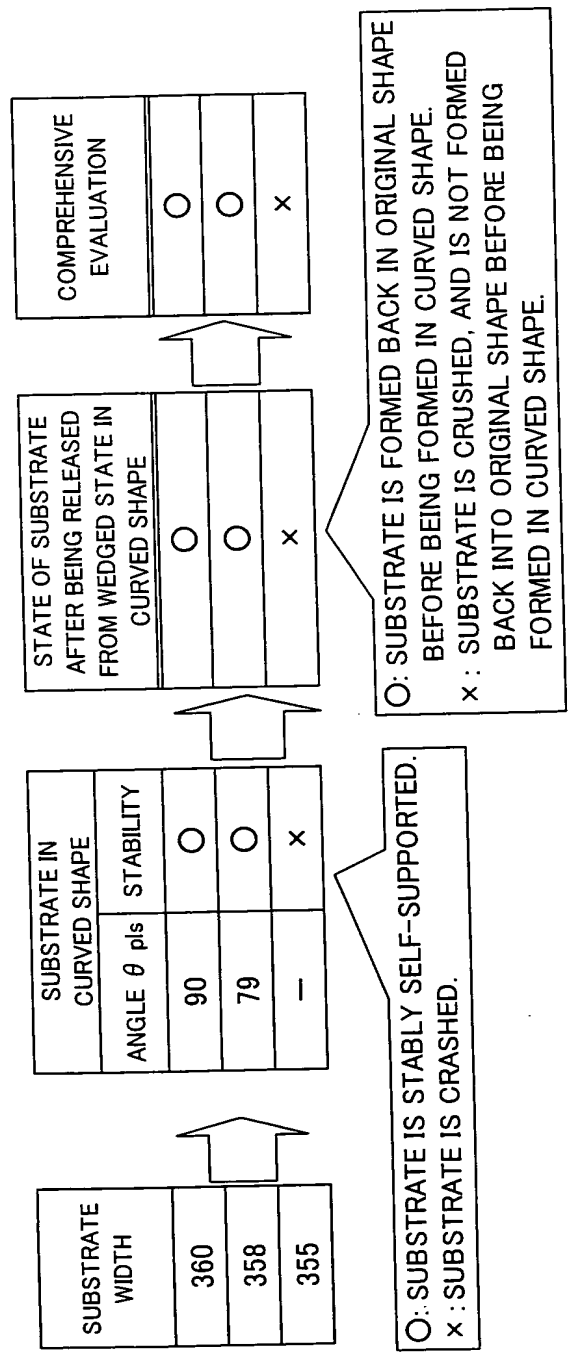 SUBSTRATE
WIDTH
360
358
355
SUBSTRATE IN
CURVED SHAPE
ANGLE θ pls STABILITY
90 ○
79 ○
— ×
STATE OF SUBSTRATE
AFTER BEING RELEASED
FROM WEDGED STATE IN
CURVED SHAPE
○
○
×
COMPREHENSIVE
EVALUATION
○
○
×
○: SUBSTRATE IS STABLY SELF-SUPPORTED.
×: SUBSTRATE IS CRASHED.
○: SUBSTRATE IS FORMED BACK IN ORIGINAL SHAPE
BEFORE BEING FORMED IN CURVED SHAPE.
×: SUBSTRATE IS CRUSHED, AND IS NOT FORMED
BACK INTO ORIGINAL SHAPE BEFORE BEING
FORMED IN CURVED SHAPE.